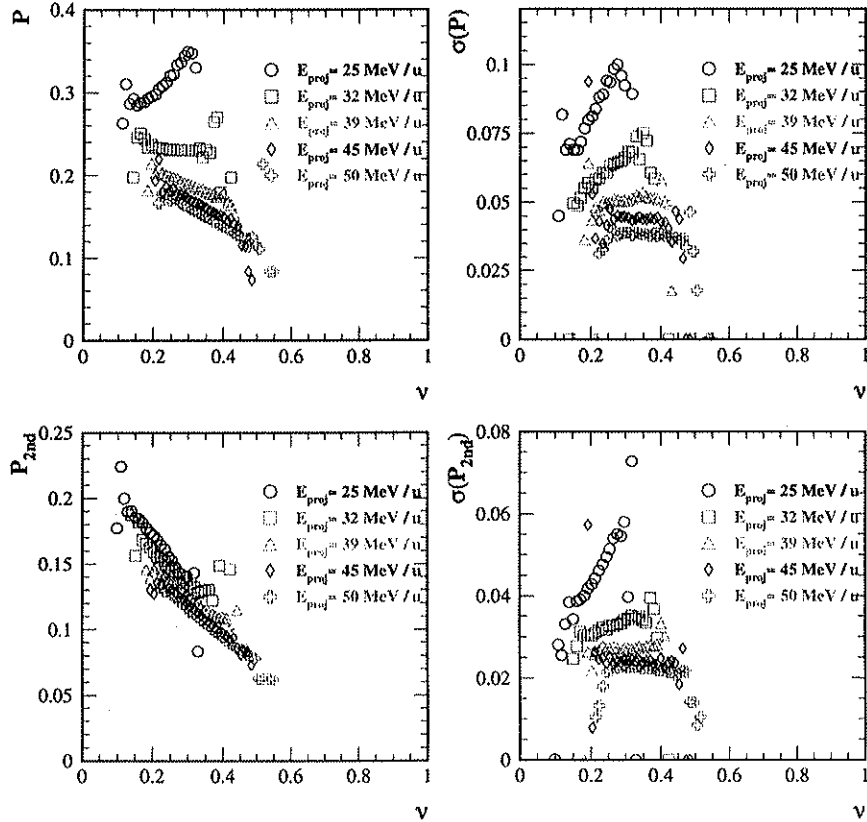 P
0.4
0.3
0.2
0.1
0
0 0.2 0.4 0.6 0.8 1
ν
E_proj= 25 MeV / u
E_proj= 32 MeV / u
E_proj= 39 MeV / u
E_proj= 45 MeV / u
E_proj= 50 MeV / u
σ(P)
0.1
0.075
0.05
0.025
0
0 0.2 0.4 0.6 0.8 1
ν
E_proj= 25 MeV / u
E_proj= 32 MeV / u
E_proj= 39 MeV / u
E_proj= 45 MeV / u
E_proj= 50 MeV / u
P_2nd
0.25
0.2
0.15
0.1
0.05
0
0 0.2 0.4 0.6 0.8 1
ν
E_proj= 25 MeV / u
E_proj= 32 MeV / u
E_proj= 39 MeV / u
E_proj= 45 MeV / u
E_proj= 50 MeV / u
σ(P_2nd)
0.08
0.06
0.04
0.02
0
0 0.2 0.4 0.6 0.8 1
ν
E_proj= 25 MeV / u
E_proj= 32 MeV / u
E_proj= 39 MeV / u
E_proj= 45 MeV / u
E_proj= 50 MeV / u